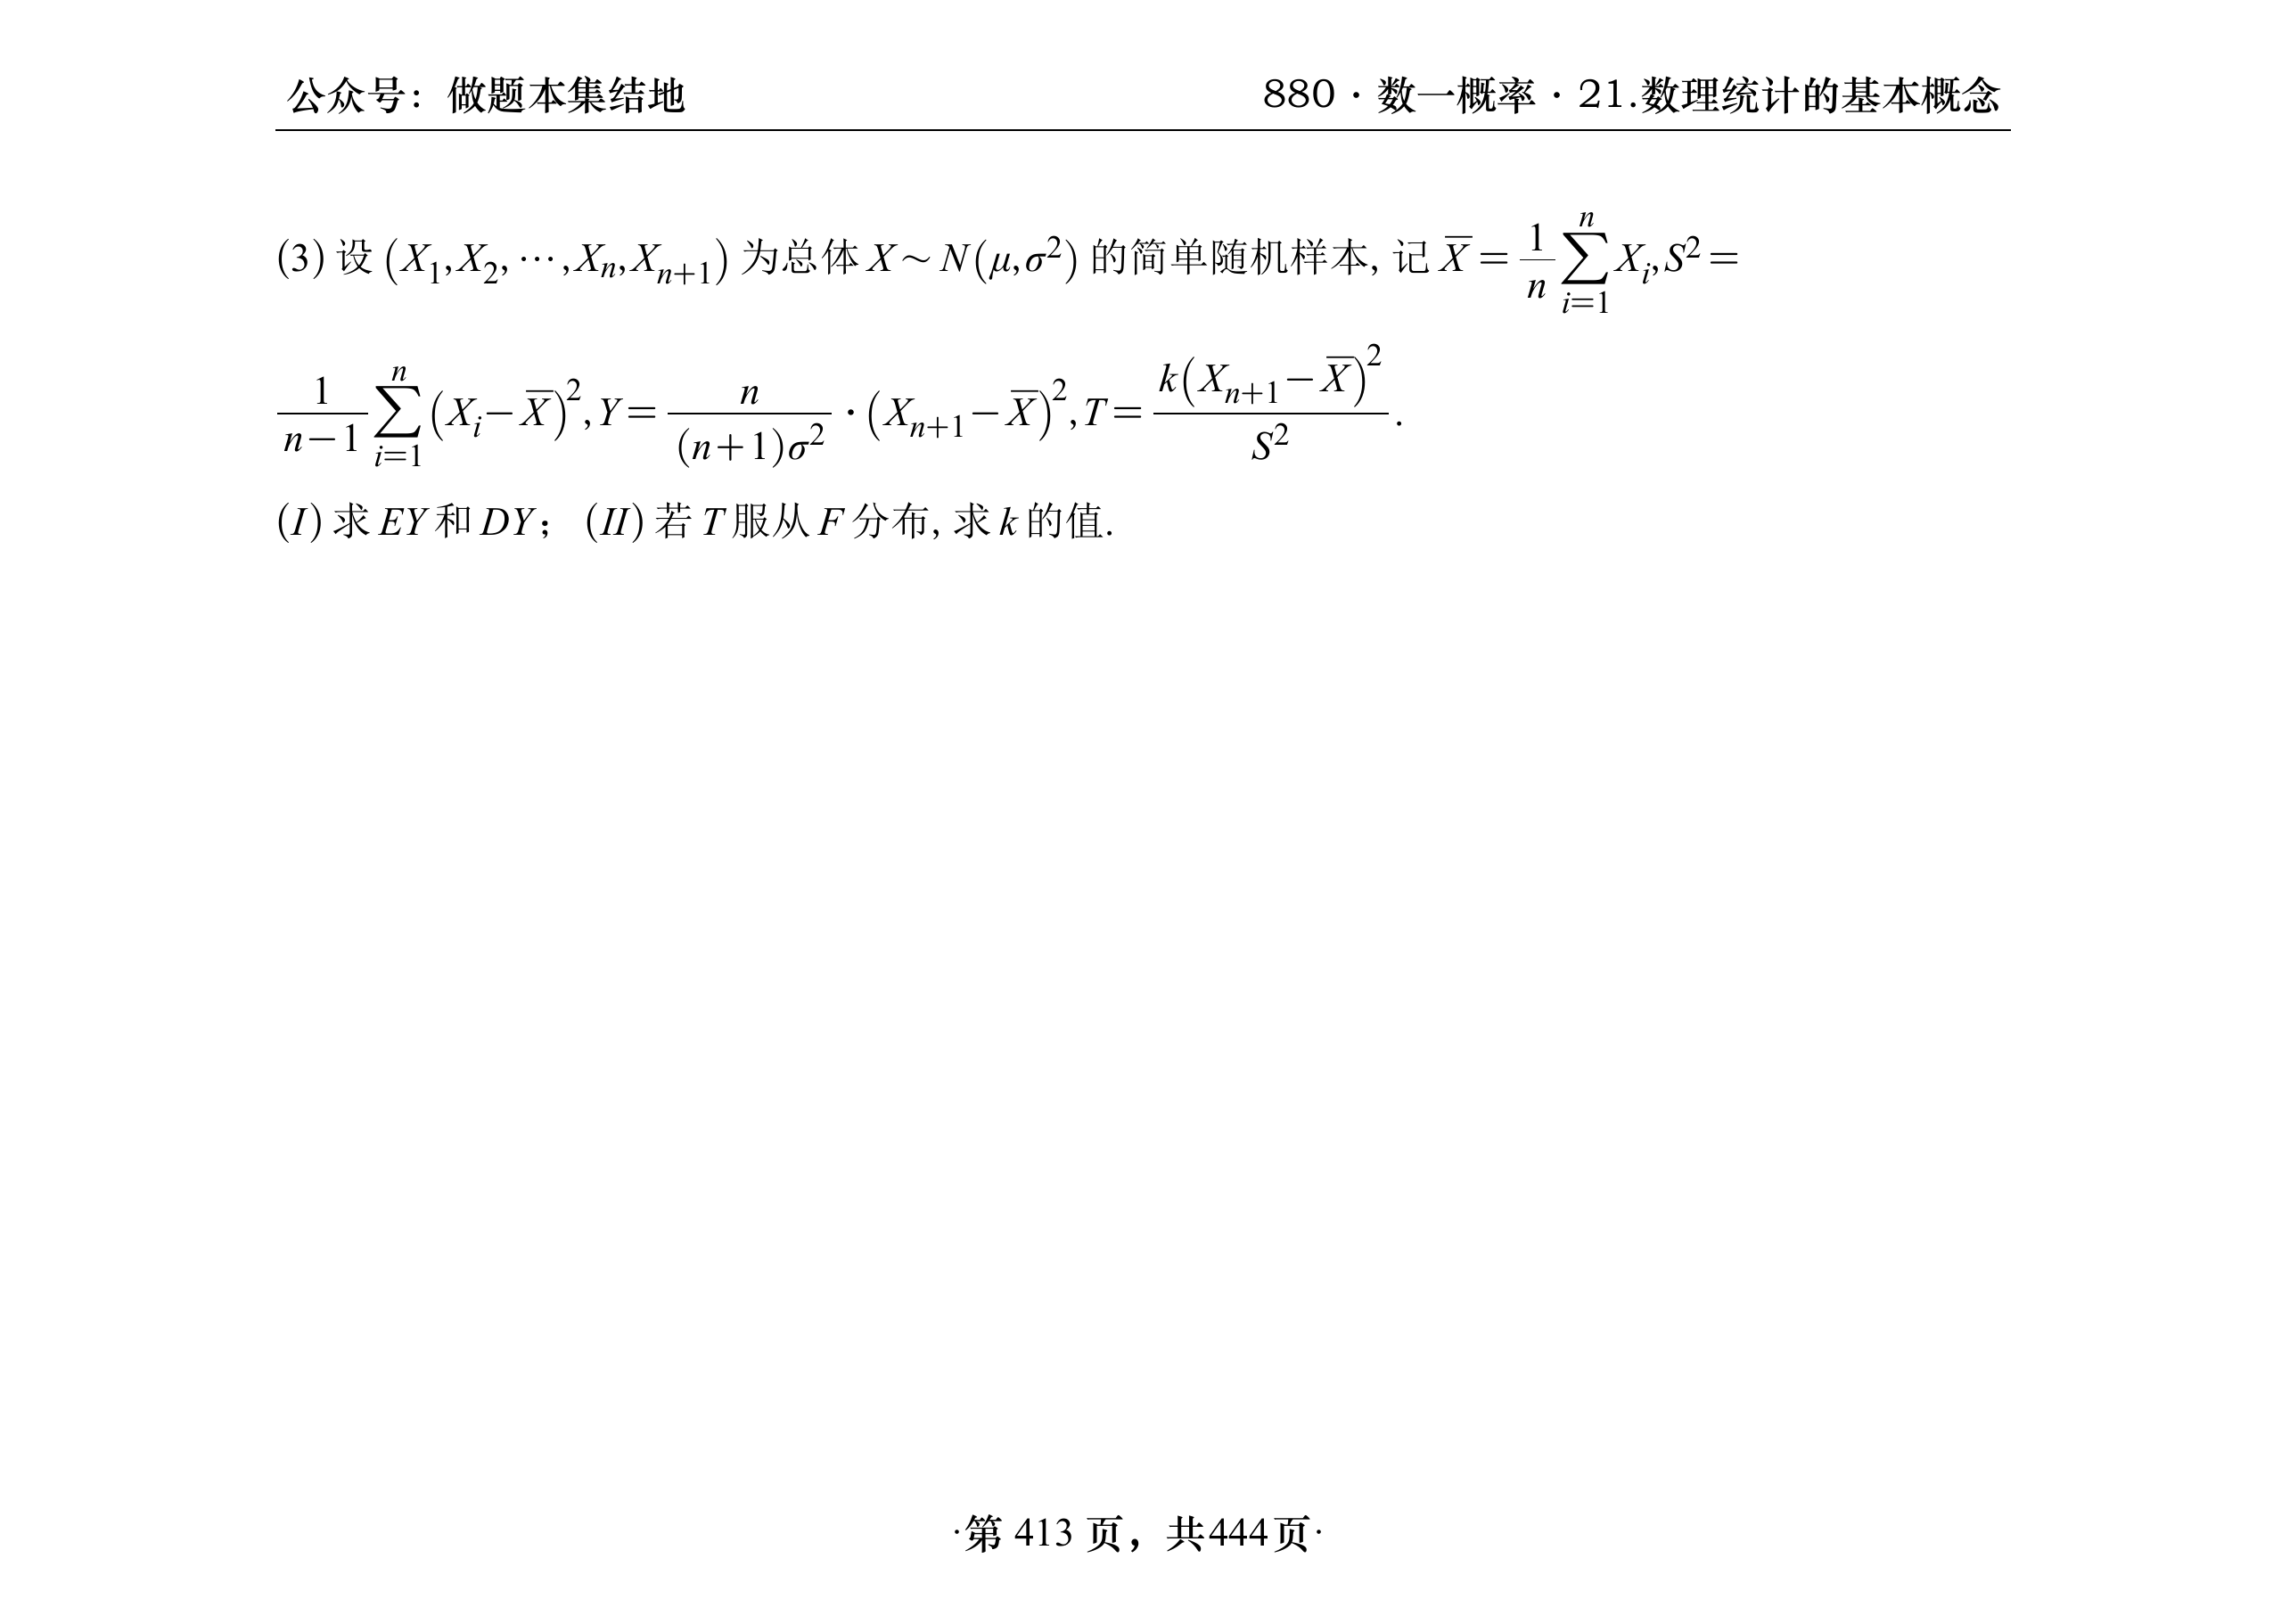 公众号：做题本集结地 880·数一概率·21.数理统计的基本概念
(3) 设 $(X_1,X_2,\cdots,X_n,X_{n+1})$ 为总体 $X\sim N(\mu,\sigma^2)$ 的简单随机样本, 记 $\overline{X}=\frac{1}{n}\sum_{i=1}^{n}X_i,S^2=$
$\frac{1}{n-1}\sum_{i=1}^{n}(X_i-\overline{X})^2,Y=\frac{n}{(n+1)\sigma^2}\cdot(X_{n+1}-\overline{X})^2,T=\frac{k(X_{n+1}-\overline{X})^2}{S^2}.$
(I) 求 EY 和 DY； (II) 若 T 服从 F 分布, 求 k 的值.
·第 413 页，共444页·